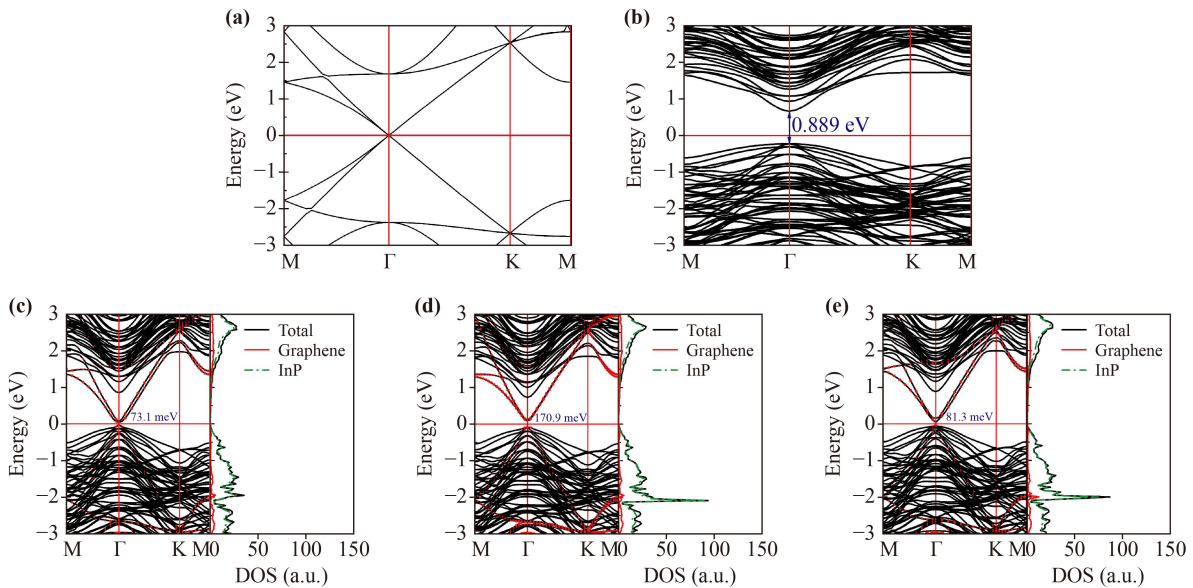 (a)
3
2
1
0
−1
−2
−3
Energy (eV)
M Γ K M
(b)
3
2
1
0
−1
−2
−3
Energy (eV)
0.889 eV
M Γ K M
(c)
3
2
1
0
−1
−2
−3
Energy (eV)
Total
Graphene
InP
73.1 meV
M Γ K M0 50 100 150
DOS (a.u.)
(d)
3
2
1
0
−1
−2
−3
Energy (eV)
Total
Graphene
InP
170.9 meV
M Γ K M0 50 100 150
DOS (a.u.)
(e)
3
2
1
0
−1
−2
−3
Energy (eV)
Total
Graphene
InP
81.3 meV
M Γ K M0 50 100 150
DOS (a.u.)